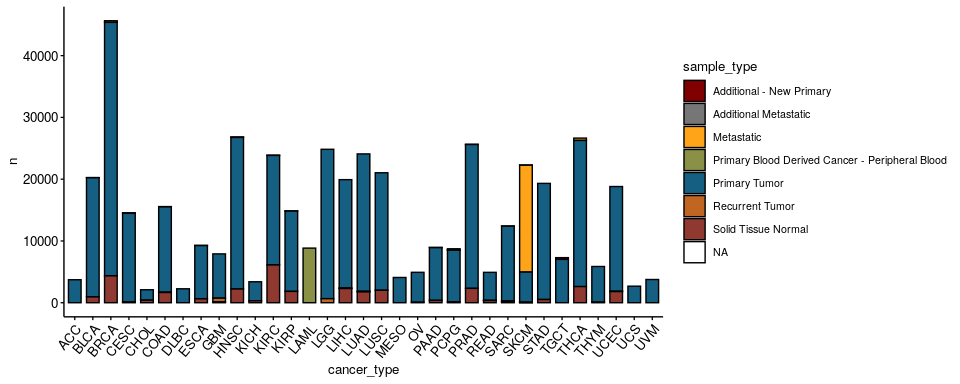 40000
30000
20000
10000
0
n
ACC
BLCA
BRCA
CESC
CHOL
COAD
DLBC
ESCA
GBM
HNSC
KICH
KIRC
KIRP
LAML
LGG
LIHC
LUAD
LUSC
MESO
OV
PAAD
PCPG
PRAD
READ
SARC
SKCM
STAD
TGCT
THCA
THYM
UCEC
UCS
UVM
cancer_type
sample_type
Additional - New Primary
Additional Metastatic
Metastatic
Primary Blood Derived Cancer - Peripheral Blood
Primary Tumor
Recurrent Tumor
Solid Tissue Normal
NA